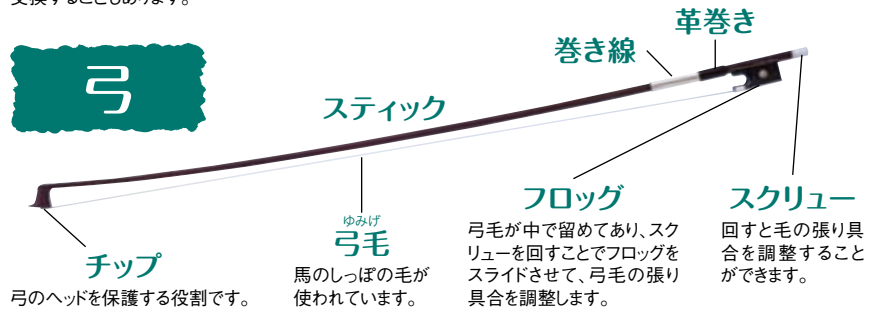 弓
革巻き
巻き線
スティック
フロッグ
弓毛が中で留めてあり、スク
リューを回すことでフロッグを
スライドさせて、弓毛の張り
具合を調整します。
スクリュー
回すと毛の張り具
合を調整すること
ができます。
ゆみげ
弓毛
馬のしっぽの毛が
使われています。
チップ
弓のヘッドを保護する役割です。